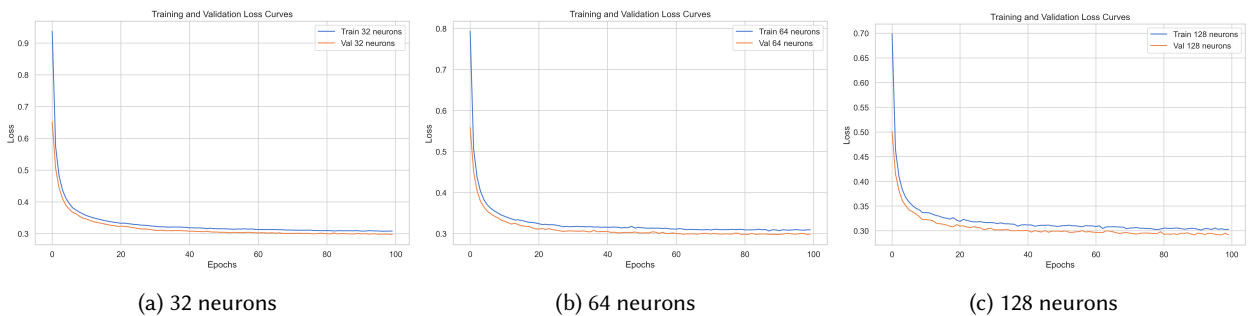 Training and Validation Loss Curves
Train 32 neurons
Val 32 neurons
0.9
0.8
0.7
0.6
0.5
0.4
0.3
Loss
0 20 40 60 80 100
Epochs
(a) 32 neurons
Training and Validation Loss Curves
Train 64 neurons
Val 64 neurons
0.8
0.7
0.6
0.5
0.4
0.3
Loss
0 20 40 60 80 100
Epochs
(b) 64 neurons
Training and Validation Loss Curves
Train 128 neurons
Val 128 neurons
0.70
0.65
0.60
0.55
0.50
0.45
0.40
0.35
0.30
Loss
0 20 40 60 80 100
Epochs
(c) 128 neurons